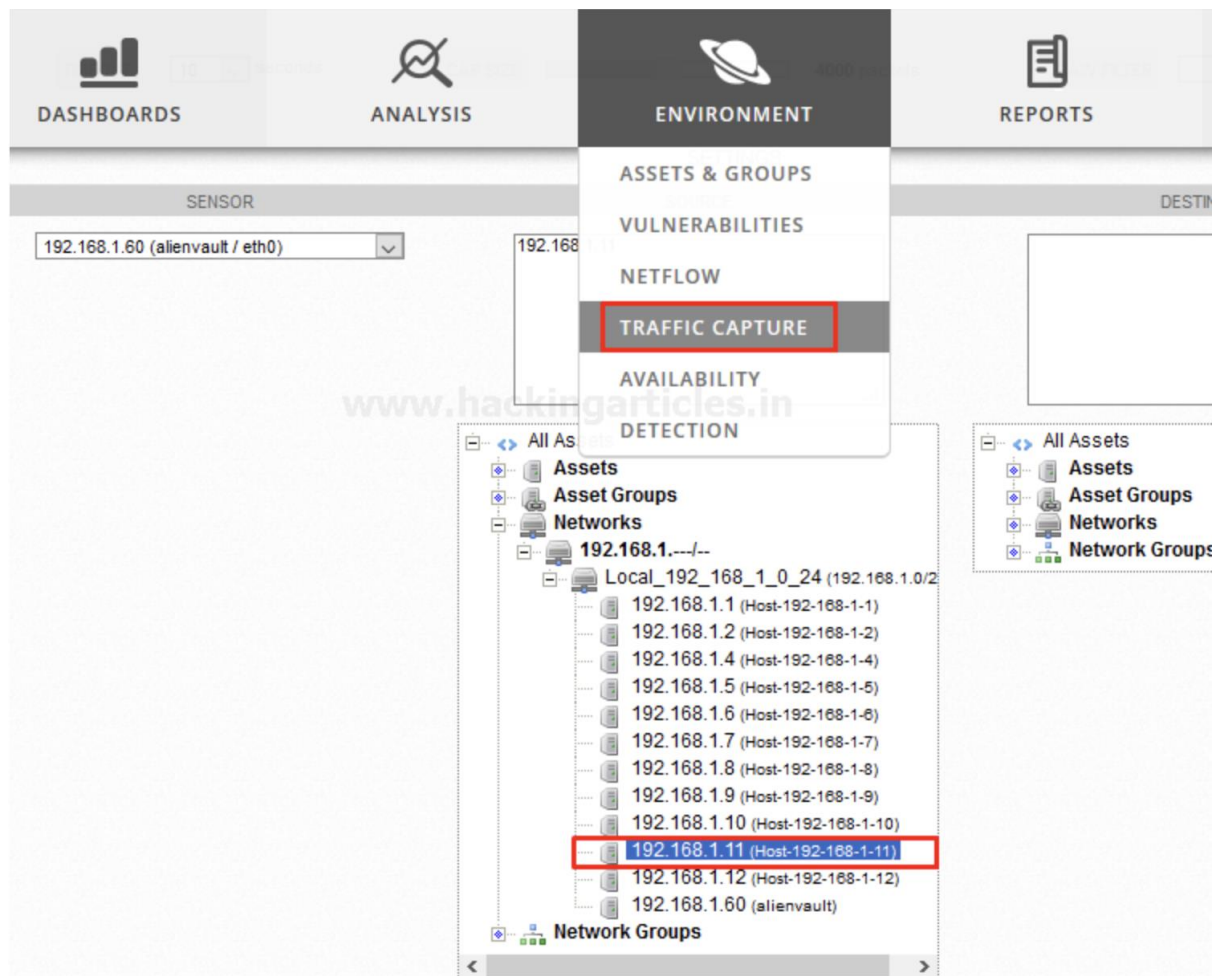 DASHBOARDS
ANALYSIS
ENVIRONMENT
REPORTS
ASSETS & GROUPS
VULNERABILITIES
NETFLOW
TRAFFIC CAPTURE
AVAILABILITY
DETECTION
SENSOR
DESTIN
192.168.1.60 (alienvault / eth0)
192.168.1.11
www.hackingarticles.in
All As
Assets
Asset Groups
Networks
192.168.1.---/--
Local_192_168_1_0_24 (192.168.1.0/2
192.168.1.1 (Host-192-168-1-1)
192.168.1.2 (Host-192-168-1-2)
192.168.1.4 (Host-192-168-1-4)
192.168.1.5 (Host-192-168-1-5)
192.168.1.6 (Host-192-168-1-6)
192.168.1.7 (Host-192-168-1-7)
192.168.1.8 (Host-192-168-1-8)
192.168.1.9 (Host-192-168-1-9)
192.168.1.10 (Host-192-168-1-10)
192.168.1.11 (Host-192-168-1-11)
192.168.1.12 (Host-192-168-1-12)
192.168.1.60 (alienvault)
Network Groups
All Assets
Assets
Asset Groups
Networks
Network Groups